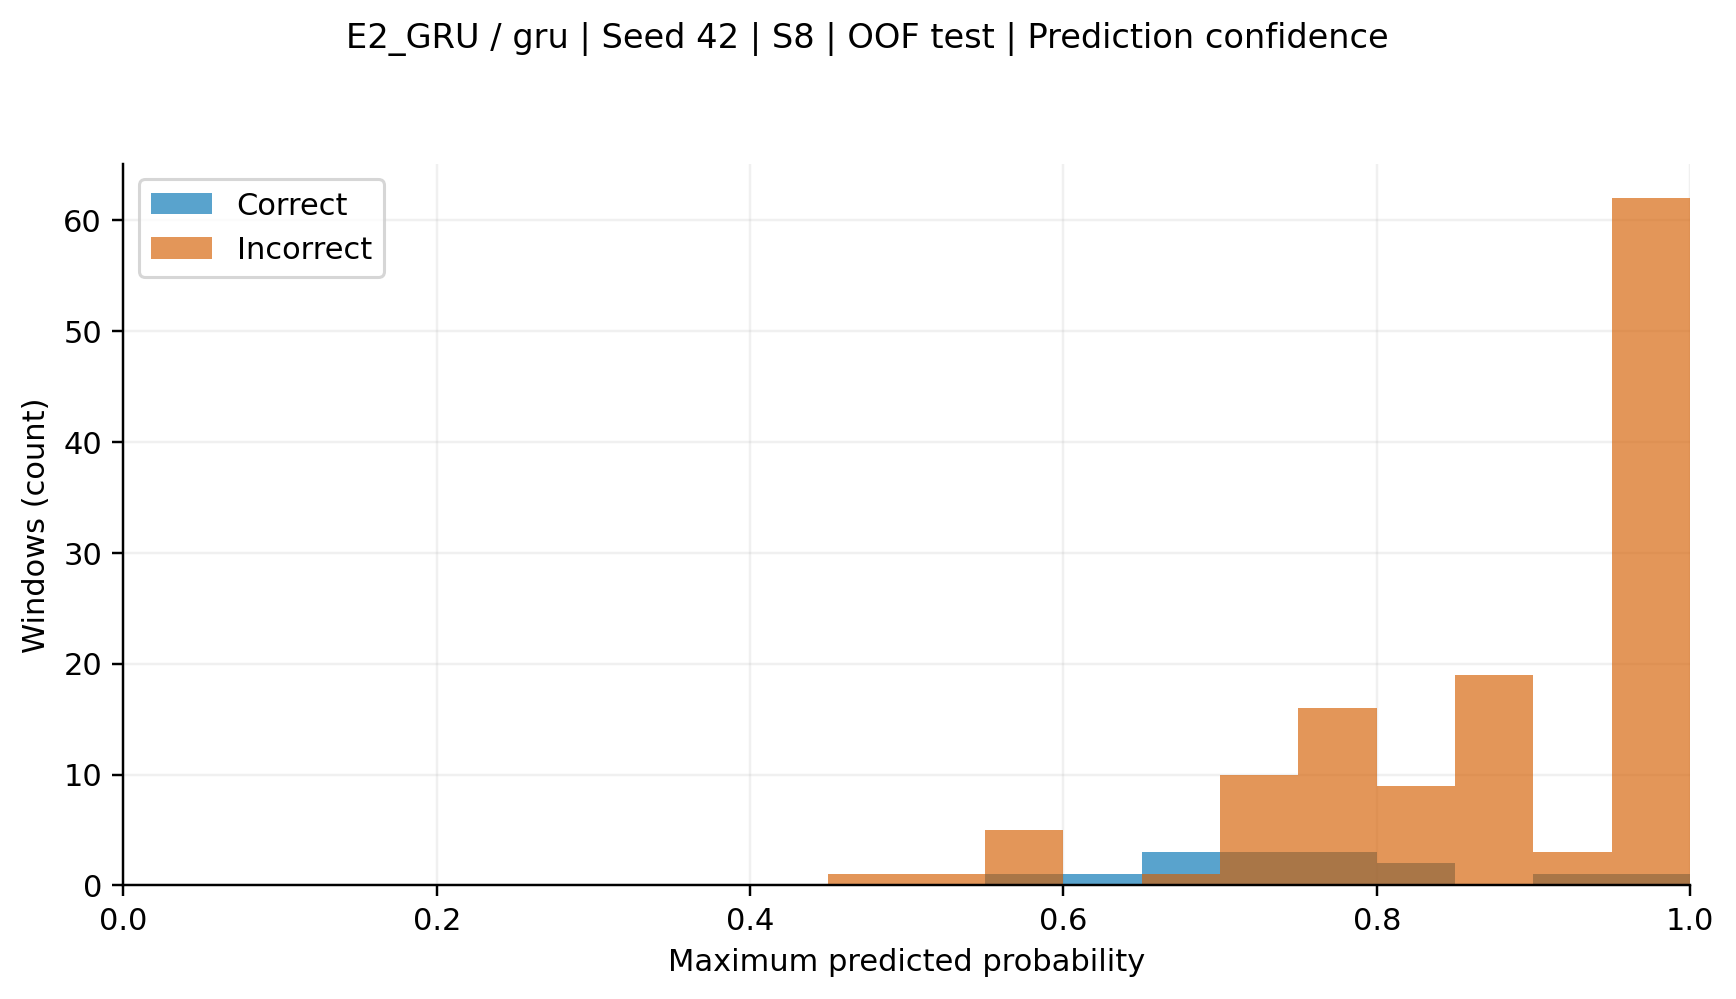 E2_GRU / gru | Seed 42 | S8 | OOF test | Prediction confidence
Correct
Incorrect
Windows (count)
60
50
40
30
20
10
0
0.0 0.2 0.4 0.6 0.8 1.0
Maximum predicted probability